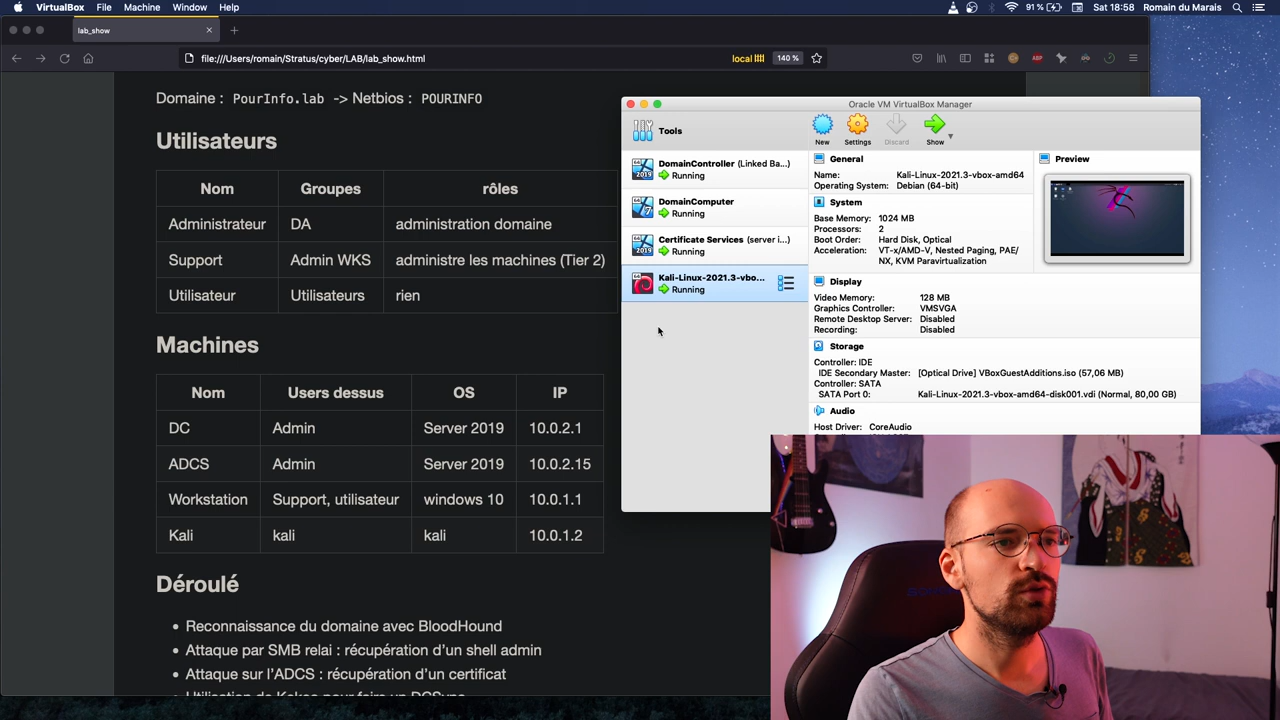 VirtualBox File Machine Window Help
91 % Sat 18:58 Romain du Marais
lab_show
file:///Users/romain/Stratus/cyber/LAB/lab_show.html
local 140 %
ABP
Domaine : PourInfo.lab -> Netbios : POURINFO
Utilisateurs
Nom Groupes rôles
Administrateur DA administration domaine
Support Admin WKS administre les machines (Tier 2)
Utilisateur Utilisateurs rien
Machines
Nom Users dessus OS IP
DC Admin Server 2019 10.0.2.1
ADCS Admin Server 2019 10.0.2.15
Workstation Support, utilisateur windows 10 10.0.1.1
Kali kali kali 10.0.1.2
Déroulé
Reconnaissance du domaine avec BloodHound
Attaque par SMB relai : récupération d’un shell admin
Attaque sur l’ADCS : récupération d’un certificat
Oracle VM VirtualBox Manager
Tools
New Settings Discard Show
64 2019 DomainController (Linked Ba...)
Running
64 7 DomainComputer
Running
64 2019 Certificate Services (server i...)
Running
64 Kali-Linux-2021.3-vbo...
Running
General
Name: Kali-Linux-2021.3-vbox-amd64
Operating System: Debian (64-bit)
System
Base Memory: 1024 MB
Processors: 2
Boot Order: Hard Disk, Optical
Acceleration: VT-x/AMD-V, Nested Paging, PAE/
NX, KVM Paravirtualization
Preview
Display
Video Memory: 128 MB
Graphics Controller: VMSVGA
Remote Desktop Server: Disabled
Recording: Disabled
Storage
Controller: IDE
IDE Secondary Master: [Optical Drive] VBoxGuestAdditions.iso (57,06 MB)
Controller: SATA
SATA Port 0: Kali-Linux-2021.3-vbox-amd64-disk001.vdi (Normal, 80,00 GB)
Audio
Host Driver: CoreAudio